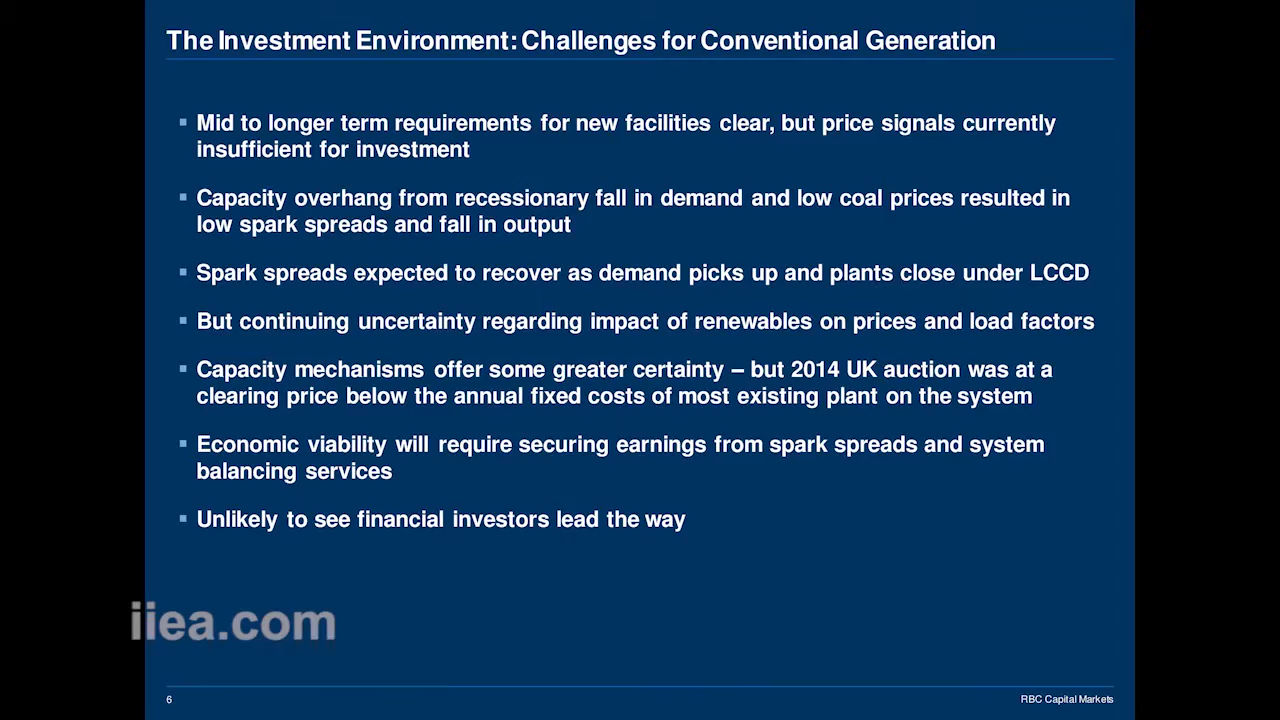 The Investment Environment: Challenges for Conventional Generation
▪ Mid to longer term requirements for new facilities clear, but price signals currently
insufficient for investment
▪ Capacity overhang from recessionary fall in demand and low coal prices resulted in
low spark spreads and fall in output
▪ Spark spreads expected to recover as demand picks up and plants close under LCCD
▪ But continuing uncertainty regarding impact of renewables on prices and load factors
▪ Capacity mechanisms offer some greater certainty – but 2014 UK auction was at a
clearing price below the annual fixed costs of most existing plant on the system
▪ Economic viability will require securing earnings from spark spreads and system
balancing services
▪ Unlikely to see financial investors lead the way
iiea.com
6
RBC Capital Markets